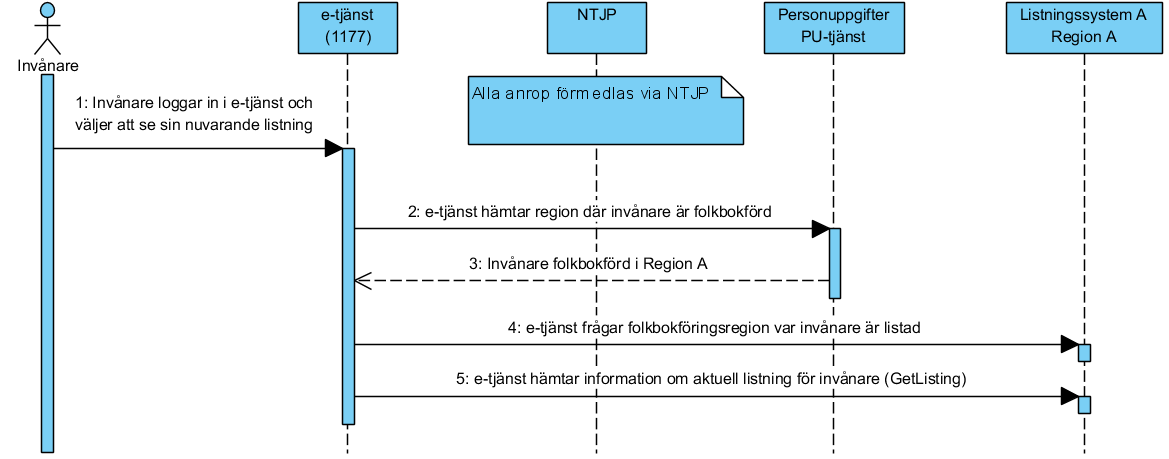 Invånare
e-tjänst
(1177)
NTJP
Personuppgifter
PU-tjänst
Listningssystem A
Region A
Alla anrop förmedlas via NTJP
1: Invånare loggar in i e-tjänst och
väljer att se sin nuvarande listning
2: e-tjänst hämtar region där invånare är folkbokförd
3: Invånare folkbokförd i Region A
4: e-tjänst frågar folkbokföringsregion var invånare är listad
5: e-tjänst hämtar information om aktuell listning för invånare (GetListing)